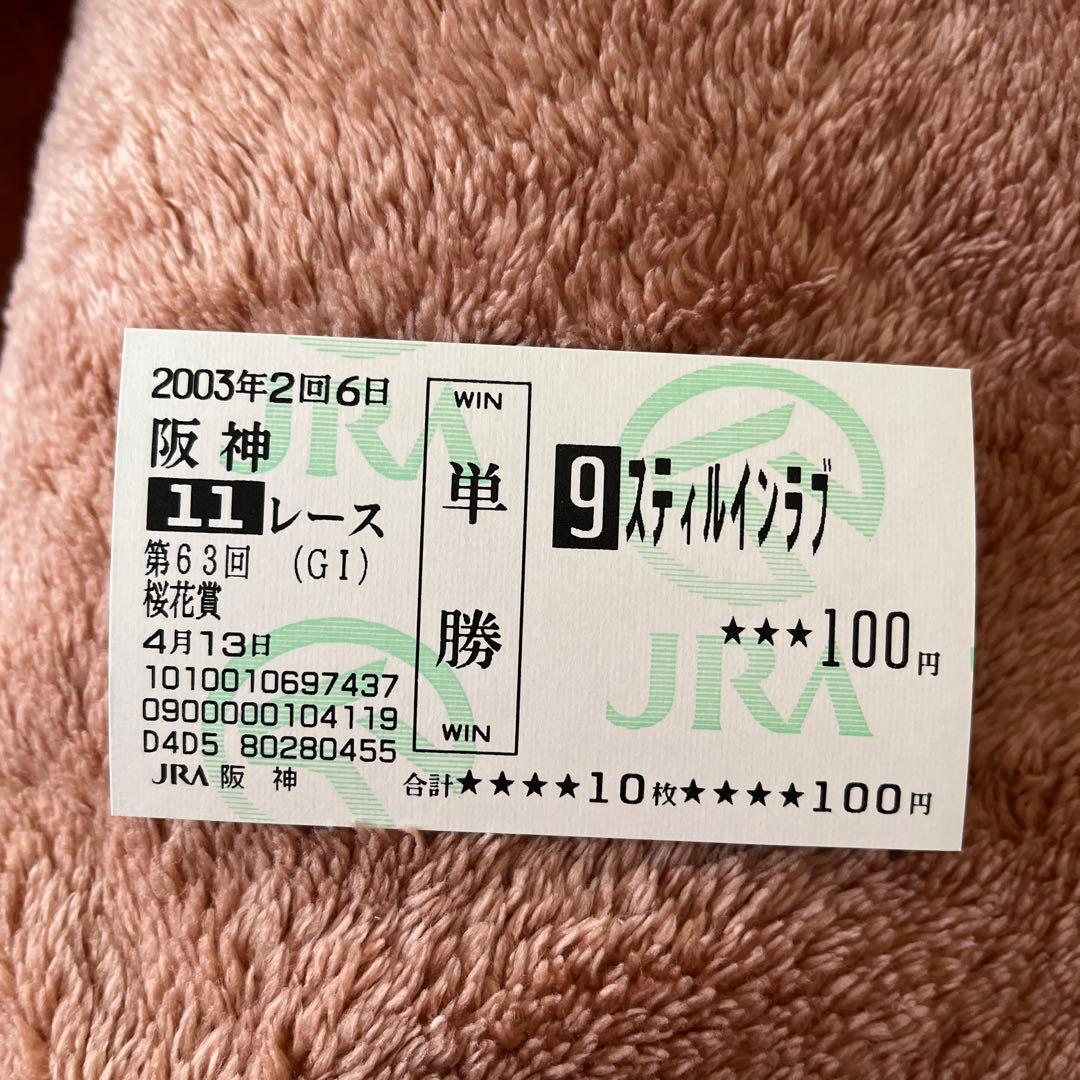 2003年2回6日
阪神
11レース
第63回 (GI)
桜花賞
4月13日
1010010697437
0900000104119
D4D5 80280455
JRA 阪 神
WIN
単勝
WIN
9 スティルインラブ
★★★100円
合計★★★★10枚★★★★100円
JRA
JRA